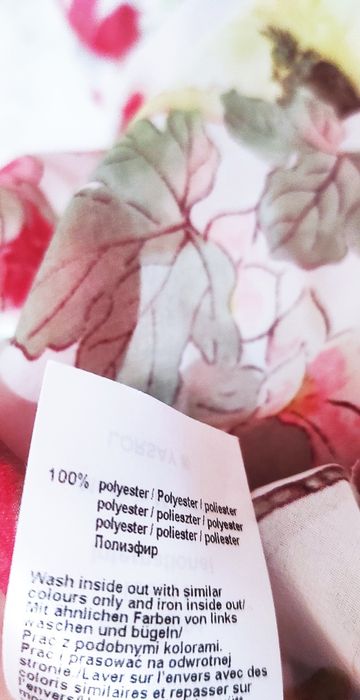 100% polyester / Polyester / poliester
polyester / polieszter / polyester
polyester / poliester / poliester
Полиэфир
Wash inside out with similar
colours only and iron inside out/
Mit ähnlichen Farben von links
waschen und bügeln/
Prać z podobnymi kolorami.
Prać i prasować na odwrotnej
stronie./Laver sur l'envers avec des
coloris similaires et repasser sur
l'envers/